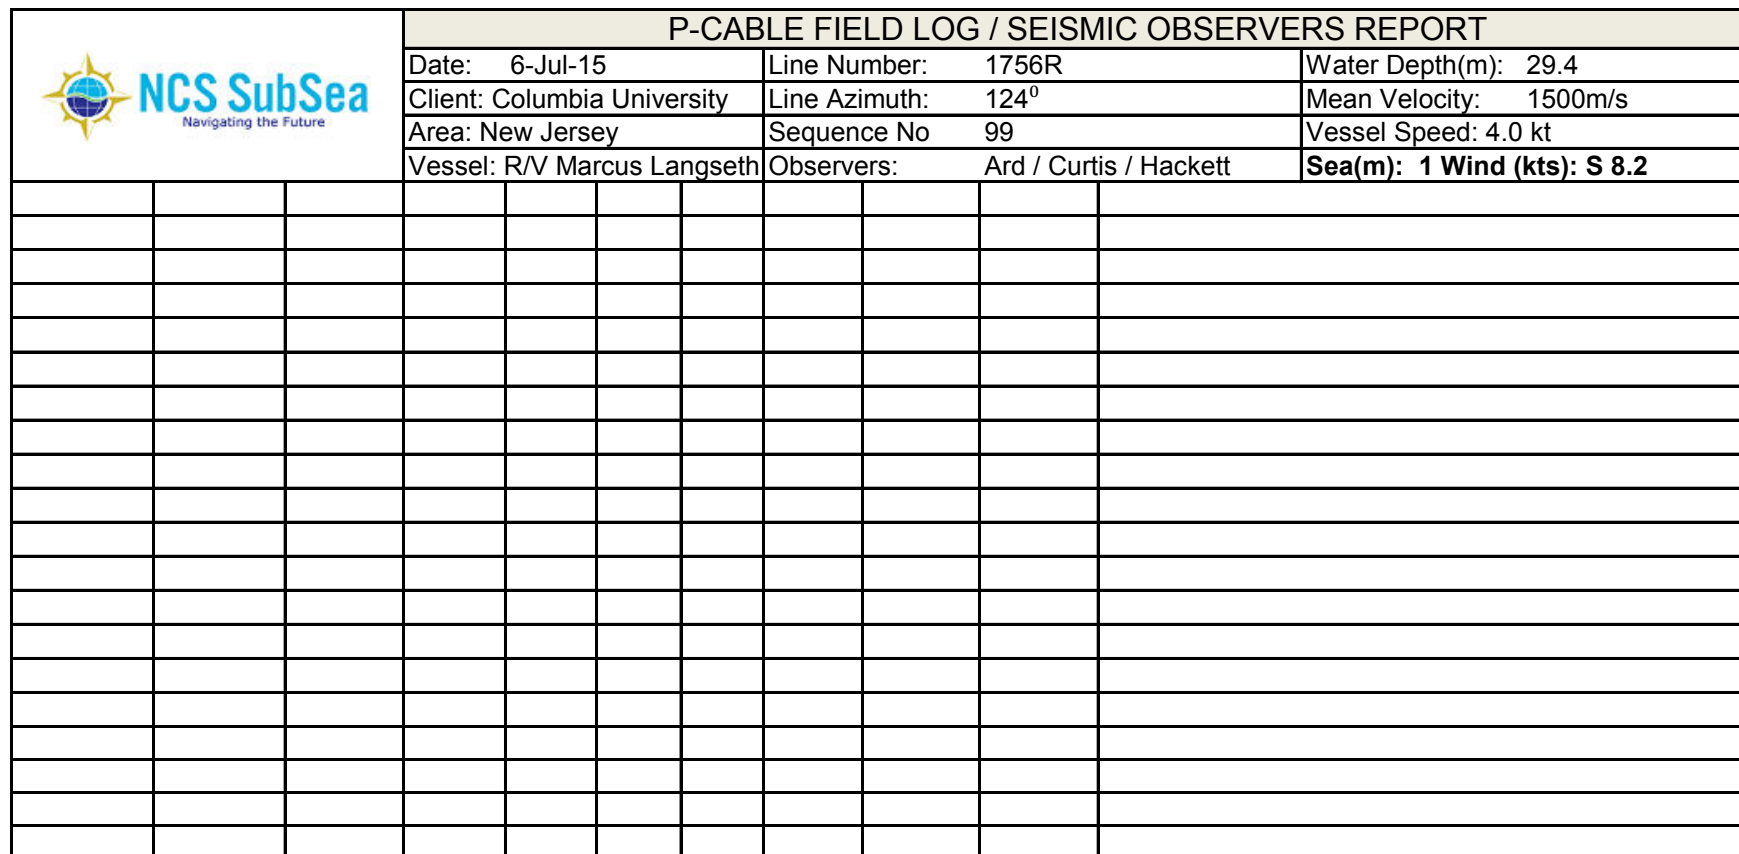 P-CABLE FIELD LOG / SEISMIC OBSERVERS REPORT
NCS SubSea
Navigating the Future
Date: 6-Jul-15 Line Number: 1756R Water Depth(m): 29.4
Client: Columbia University Line Azimuth: 124⁰ Mean Velocity: 1500m/s
Area: New Jersey Sequence No 99 Vessel Speed: 4.0 kt
Vessel: R/V Marcus Langseth Observers: Ard / Curtis / Hackett Sea(m): 1 Wind (kts): S 8.2